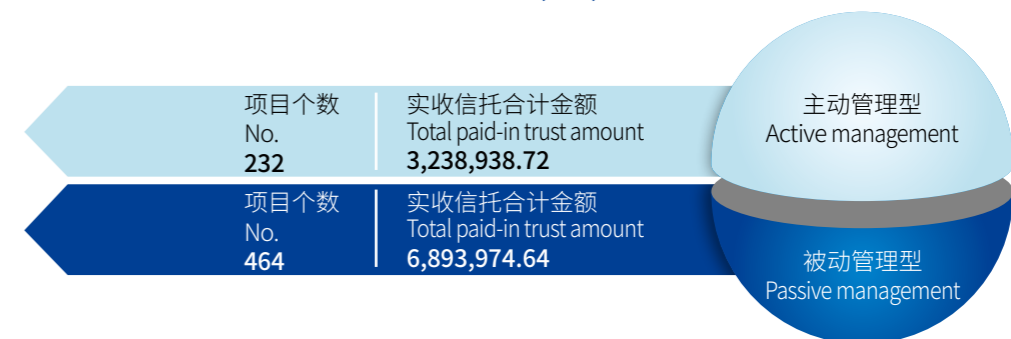 项目个数
No.
232
实收信托合计金额
Total paid-in trust amount
3,238,938.72
主动管理型
Active management
项目个数
No.
464
实收信托合计金额
Total paid-in trust amount
6,893,974.64
被动管理型
Passive management